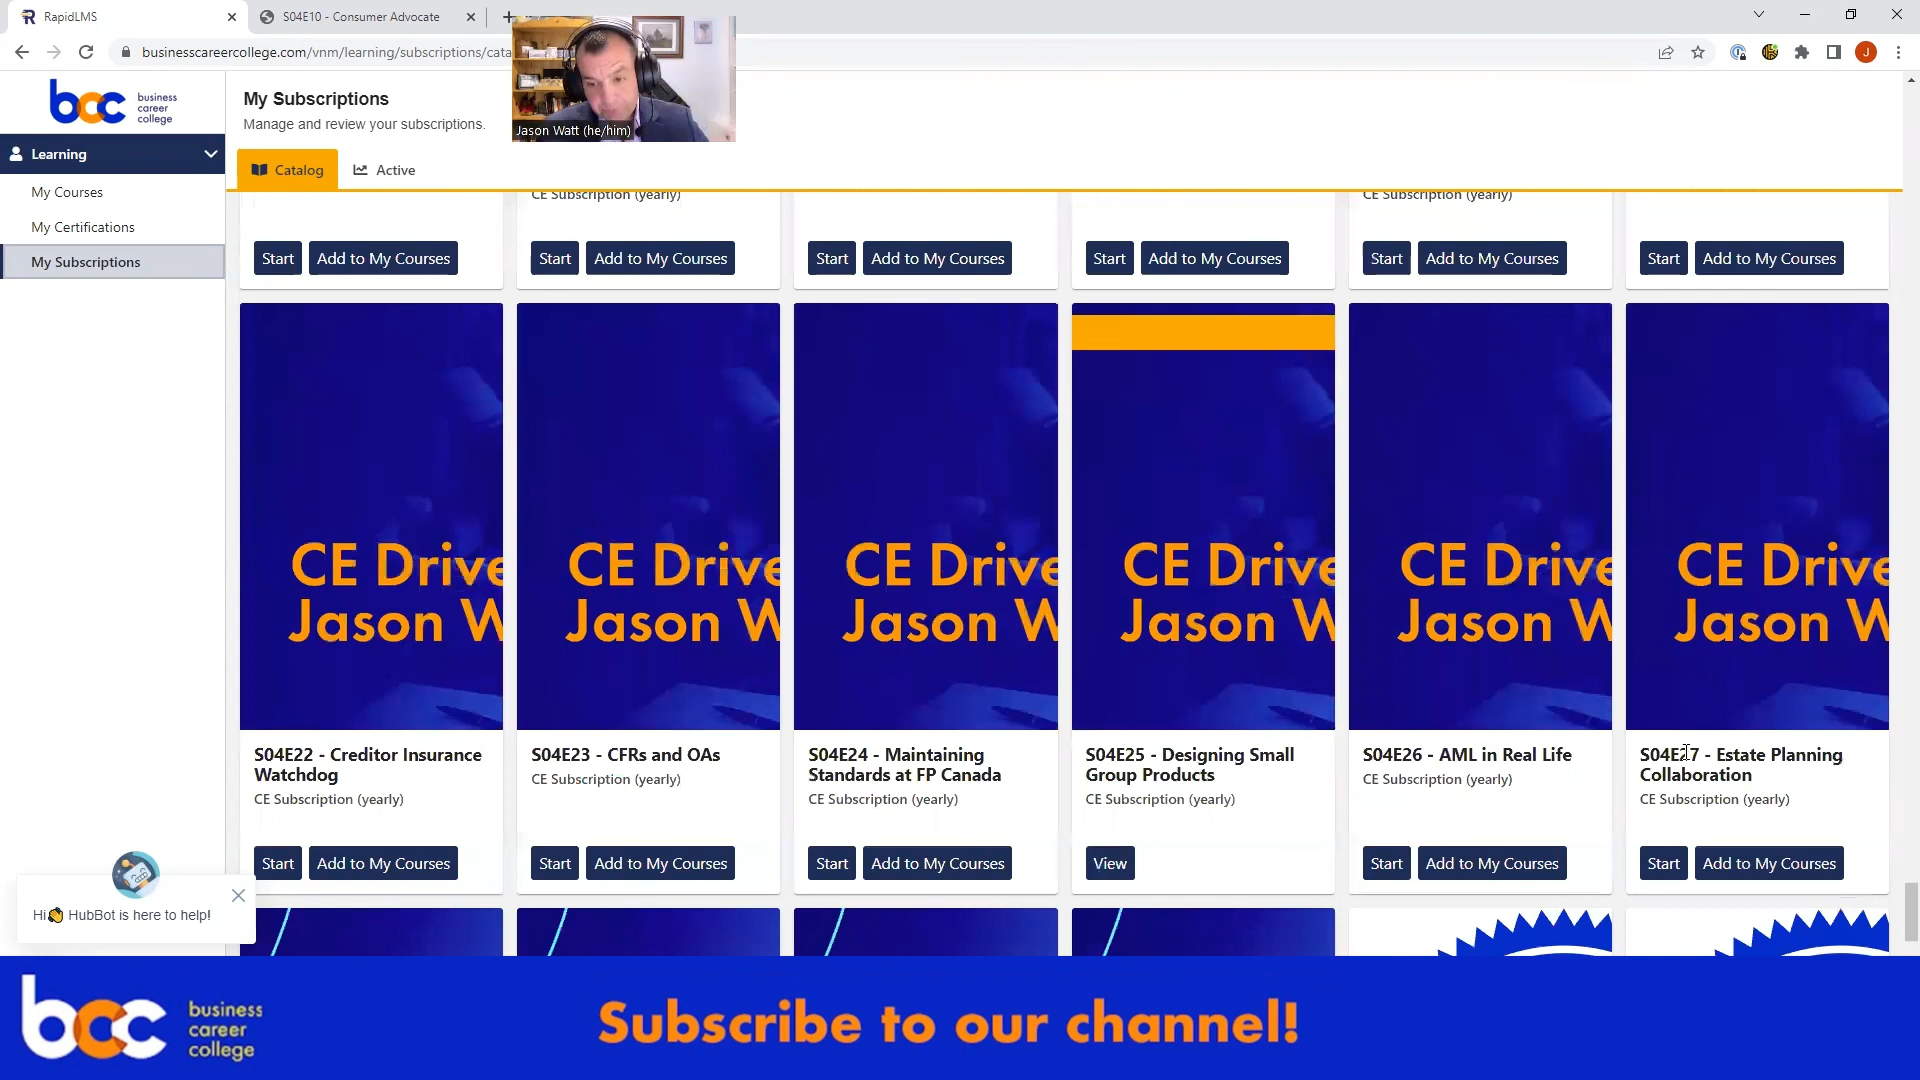 RapidLMS
S04E10 - Consumer Advocate
businesscareercollege.com/vnm/learning/subscriptions/cata
J
bcc business career college
My Subscriptions
Manage and review your subscriptions.
Jason Watt (he/him)
Learning
My Courses
My Certifications
My Subscriptions
Catalog
Active
CE Subscription (yearly)
CE Subscription (yearly)
Start Add to My Courses
Start Add to My Courses
Start Add to My Courses
Start Add to My Courses
Start Add to My Courses
Start Add to My Courses
CE Drive
Jason W
CE Drive
Jason W
CE Drive
Jason W
CE Drive
Jason W
CE Drive
Jason W
CE Drive
Jason W
S04E22 - Creditor Insurance
Watchdog
CE Subscription (yearly)
Start Add to My Courses
S04E23 - CFRs and OAs
CE Subscription (yearly)
Start Add to My Courses
S04E24 - Maintaining
Standards at FP Canada
CE Subscription (yearly)
Start Add to My Courses
S04E25 - Designing Small
Group Products
CE Subscription (yearly)
View
S04E26 - AML in Real Life
CE Subscription (yearly)
Start Add to My Courses
S04E27 - Estate Planning
Collaboration
CE Subscription (yearly)
Start Add to My Courses
Hi👋 HubBot is here to help!
bcc business
career
college
Subscribe to our channel!